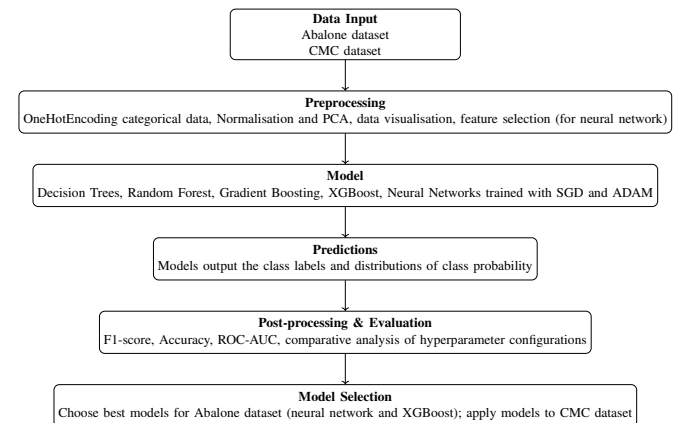 Data Input
Abalone dataset
CMC dataset
Preprocessing
OneHotEncoding categorical data, Normalisation and PCA, data visualisation, feature selection (for neural network)
Model
Decision Trees, Random Forest, Gradient Boosting, XGBoost, Neural Networks trained with SGD and ADAM
Predictions
Models output the class labels and distributions of class probability
Post-processing & Evaluation
F1-score, Accuracy, ROC-AUC, comparative analysis of hyperparameter configurations
Model Selection
Choose best models for Abalone dataset (neural network and XGBoost); apply models to CMC dataset